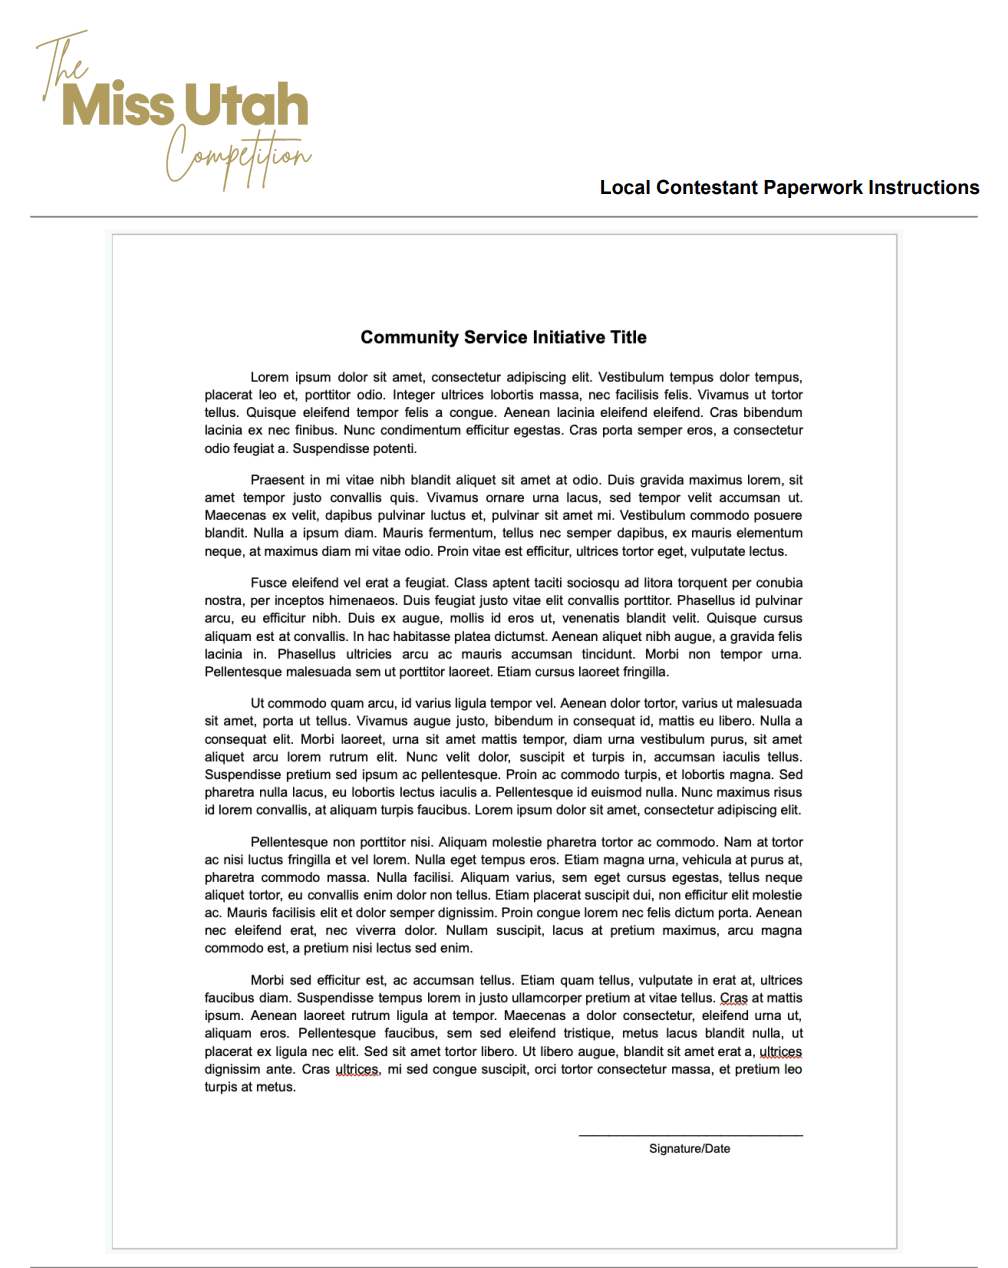 The
Miss Utah
Competition
Local Contestant Paperwork Instructions
Community Service Initiative Title
Lorem ipsum dolor sit amet, consectetur adipiscing elit. Vestibulum tempus dolor tempus,
placerat leo et, porttitor odio. Integer ultrices lobortis massa, nec facilisis felis. Vivamus ut tortor
tellus. Quisque eleifend tempor felis a congue. Aenean lacinia eleifend eleifend. Cras bibendum
lacinia ex nec finibus. Nunc condimentum efficitur egestas. Cras porta semper eros, a consectetur
odio feugiat a. Suspendisse potenti.
Praesent in mi vitae nibh blandit aliquet sit amet at odio. Duis gravida maximus lorem, sit
amet tempor justo convallis quis. Vivamus ornare urna lacus, sed tempor velit accumsan ut.
Maecenas ex velit, dapibus pulvinar luctus et, pulvinar sit amet mi. Vestibulum commodo posuere
blandit. Nulla a ipsum diam. Mauris fermentum, tellus nec semper dapibus, ex mauris elementum
neque, at maximus diam mi vitae odio. Proin vitae est efficitur, ultrices tortor eget, vulputate lectus.
Fusce eleifend vel erat a feugiat. Class aptent taciti sociosqu ad litora torquent per conubia
nostra, per inceptos himenaeos. Duis feugiat justo vitae elit convallis porttitor. Phasellus id pulvinar
arcu, eu efficitur nibh. Duis ex augue, mollis id eros ut, venenatis blandit velit. Quisque cursus
aliquam est at convallis. In hac habitasse platea dictumst. Aenean aliquet nibh augue, a gravida felis
lacinia in. Phasellus ultricies arcu ac mauris accumsan tincidunt. Morbi non tempor urna.
Pellentesque malesuada sem ut porttitor laoreet. Etiam cursus laoreet fringilla.
Ut commodo quam arcu, id varius ligula tempor vel. Aenean dolor tortor, varius ut malesuada
sit amet, porta ut tellus. Vivamus augue justo, bibendum in consequat id, mattis eu libero. Nulla a
consequat elit. Morbi laoreet, urna sit amet mattis tempor, diam urna vestibulum purus, sit amet
aliquet arcu lorem rutrum elit. Nunc velit dolor, suscipit et turpis in, accumsan iaculis tellus.
Suspendisse pretium sed ipsum ac pellentesque. Proin ac commodo turpis, et lobortis magna. Sed
pharetra nulla lacus, eu lobortis lectus iaculis a. Pellentesque id euismod nulla. Nunc maximus risus
id lorem convallis, at aliquam turpis faucibus. Lorem ipsum dolor sit amet, consectetur adipiscing elit.
Pellentesque non porttitor nisi. Aliquam molestie pharetra tortor ac commodo. Nam at tortor
ac nisi luctus fringilla et vel lorem. Nulla eget tempus eros. Etiam magna urna, vehicula at purus at,
pharetra commodo massa. Nulla facilisi. Aliquam varius, sem eget cursus egestas, tellus neque
aliquet tortor, eu convallis enim dolor non tellus. Etiam placerat suscipit dui, non efficitur elit molestie
ac. Mauris facilisis elit et dolor semper dignissim. Proin congue lorem nec felis dictum porta. Aenean
nec eleifend erat, nec viverra dolor. Nullam suscipit, lacus at pretium maximus, arcu magna
commodo est, a pretium nisi lectus sed enim.
Morbi sed efficitur est, ac accumsan tellus. Etiam quam tellus, vulputate in erat at, ultrices
faucibus diam. Suspendisse tempus lorem in justo ullamcorper pretium at vitae tellus. Cras at mattis
ipsum. Aenean laoreet rutrum ligula at tempor. Maecenas a dolor consectetur, eleifend urna ut,
aliquam eros. Pellentesque faucibus, sem sed eleifend tristique, metus lacus blandit nulla, ut
placerat ex ligula nec elit. Sed sit amet tortor libero. Ut libero augue, blandit sit amet erat a, ultrices
dignissim ante. Cras ultrices, mi sed congue suscipit, orci tortor consectetur massa, et pretium leo
turpis at metus.
Signature/Date